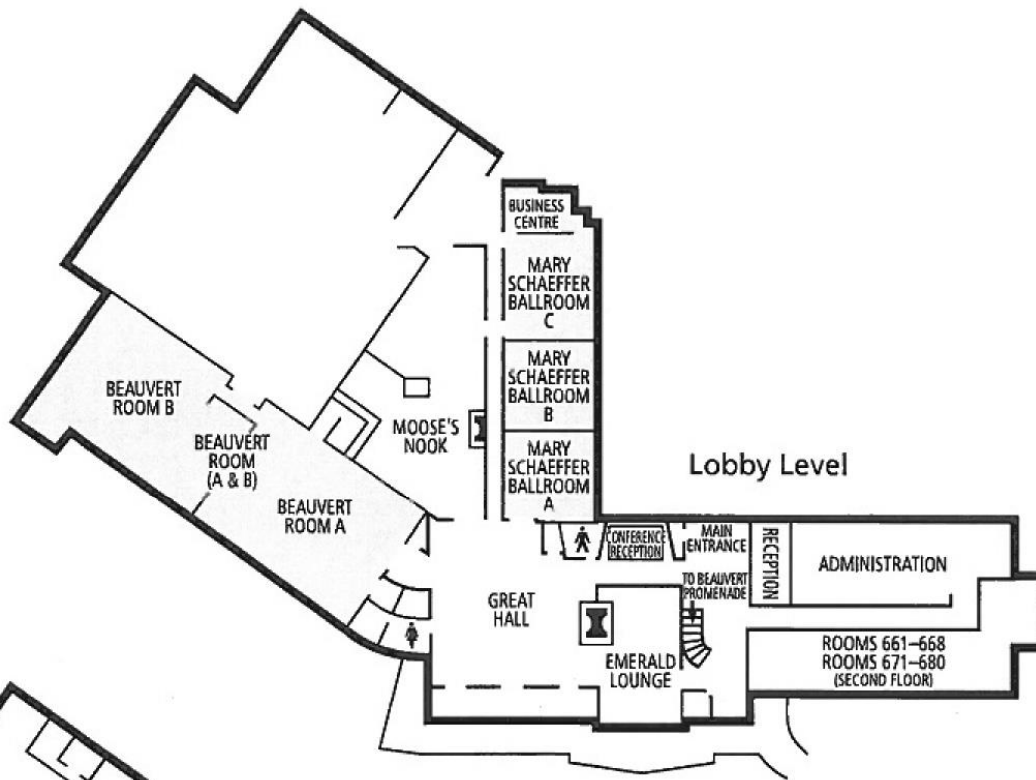 BUSINESS
CENTRE
MARY
SCHAEFFER
BALLROOM
C
MARY
SCHAEFFER
BALLROOM
B
MARY
SCHAEFFER
BALLROOM
A
BEAUVERT
ROOM B
BEAUVERT
ROOM
(A & B)
BEAUVERT
ROOM A
MOOSE'S
NOOK
Lobby Level
CONFERENCE
RECEPTION
MAIN
ENTRANCE
RECEPTION
ADMINISTRATION
TO BEAUVERT
PROMENADE
GREAT
HALL
EMERALD
LOUNGE
ROOMS 661–668
ROOMS 671–680
(SECOND FLOOR)